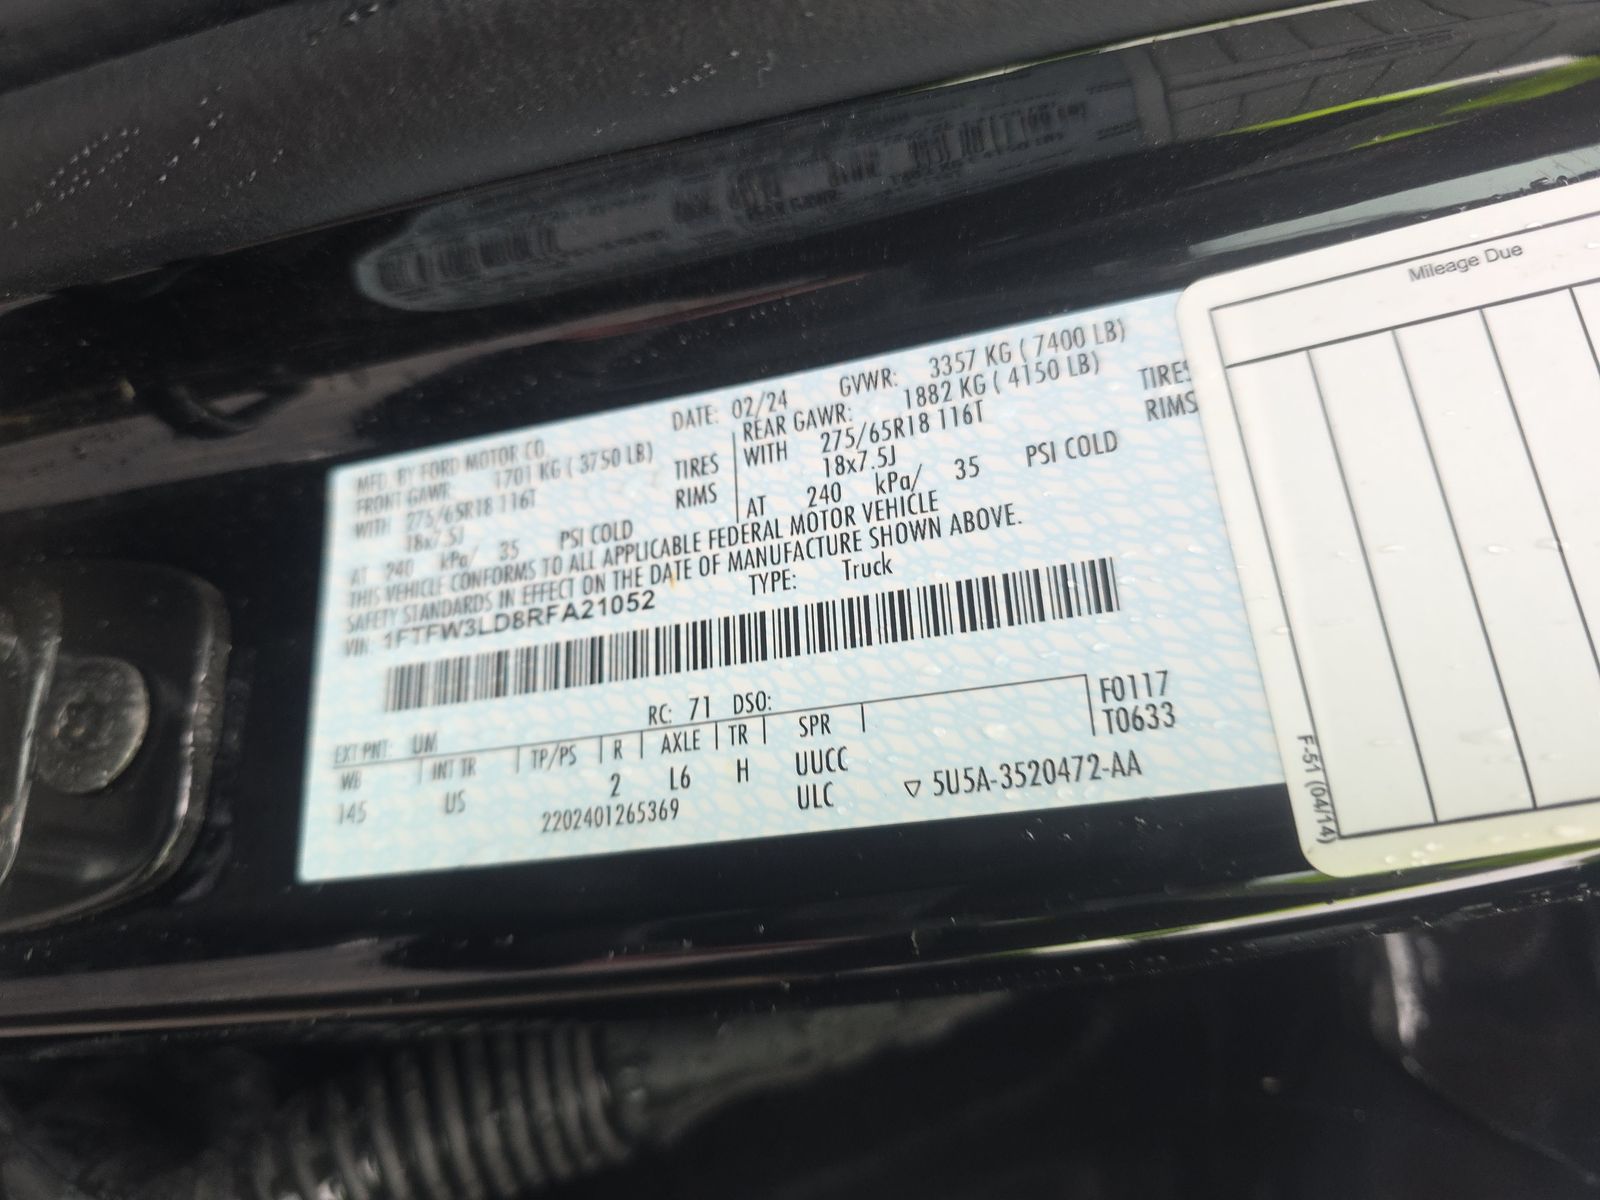 MFD. BY FORD MOTOR CO. DATE: 02/24 GVWR: 3357 KG ( 7400 LB)
FRONT GAWR: 1701 KG ( 3750 LB) REAR GAWR: 1882 KG ( 4150 LB)
WITH 275/65R18 116T TIRES WITH 275/65R18 116T TIRES
18x7.5J RIMS 18x7.5J RIMS
AT 240 kPa/ 35 PSI COLD AT 240 kPa/ 35 PSI COLD
THIS VEHICLE CONFORMS TO ALL APPLICABLE FEDERAL MOTOR VEHICLE
SAFETY STANDARDS IN EFFECT ON THE DATE OF MANUFACTURE SHOWN ABOVE.
VIN: 1FTFW3LD8RFA21052 TYPE: Truck
F0117
T0633
EXT PNT: UM RC: 71 DSO:
WB INT TR TP/PS R AXLE TR SPR
145 US 2 L6 H UUCC
2202401265369 ULC ▽ 5U5A-3520472-AA
Mileage Due
F-51 (04/14)